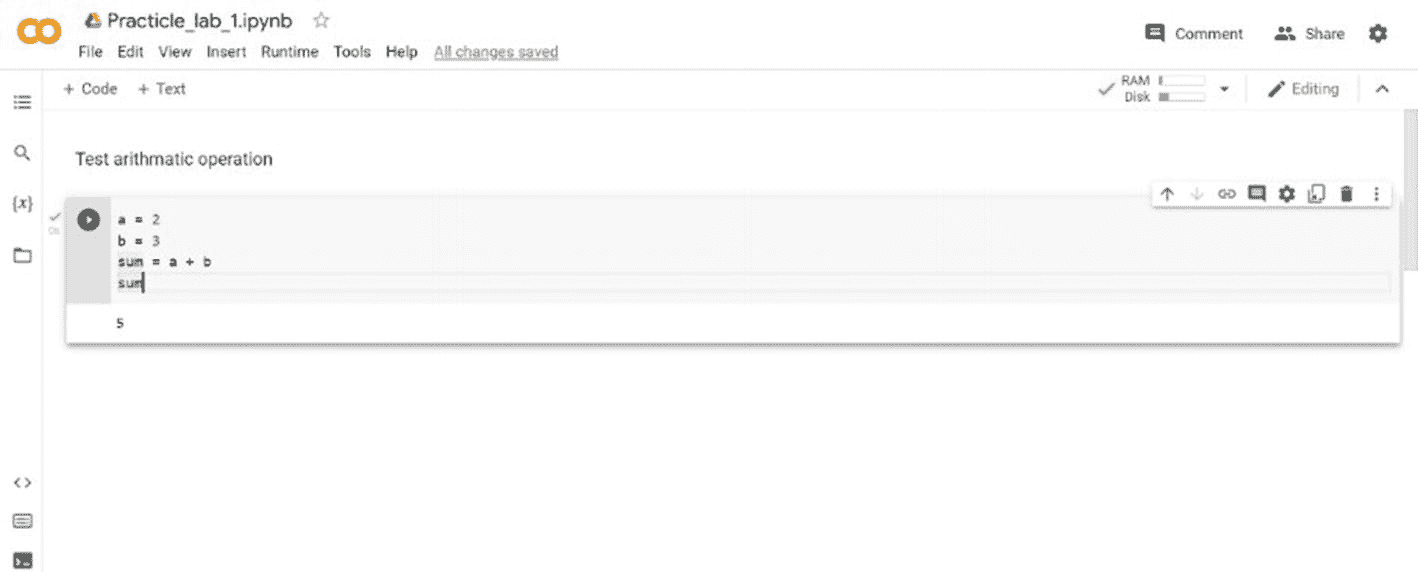 Practicle_lab_1.ipynb
File Edit View Insert Runtime Tools Help All changes saved
Comment Share
+ Code + Text
RAM
Disk
Editing
Test arithmatic operation
{x}
0s
a = 2
b = 3
sum = a + b
sum
5